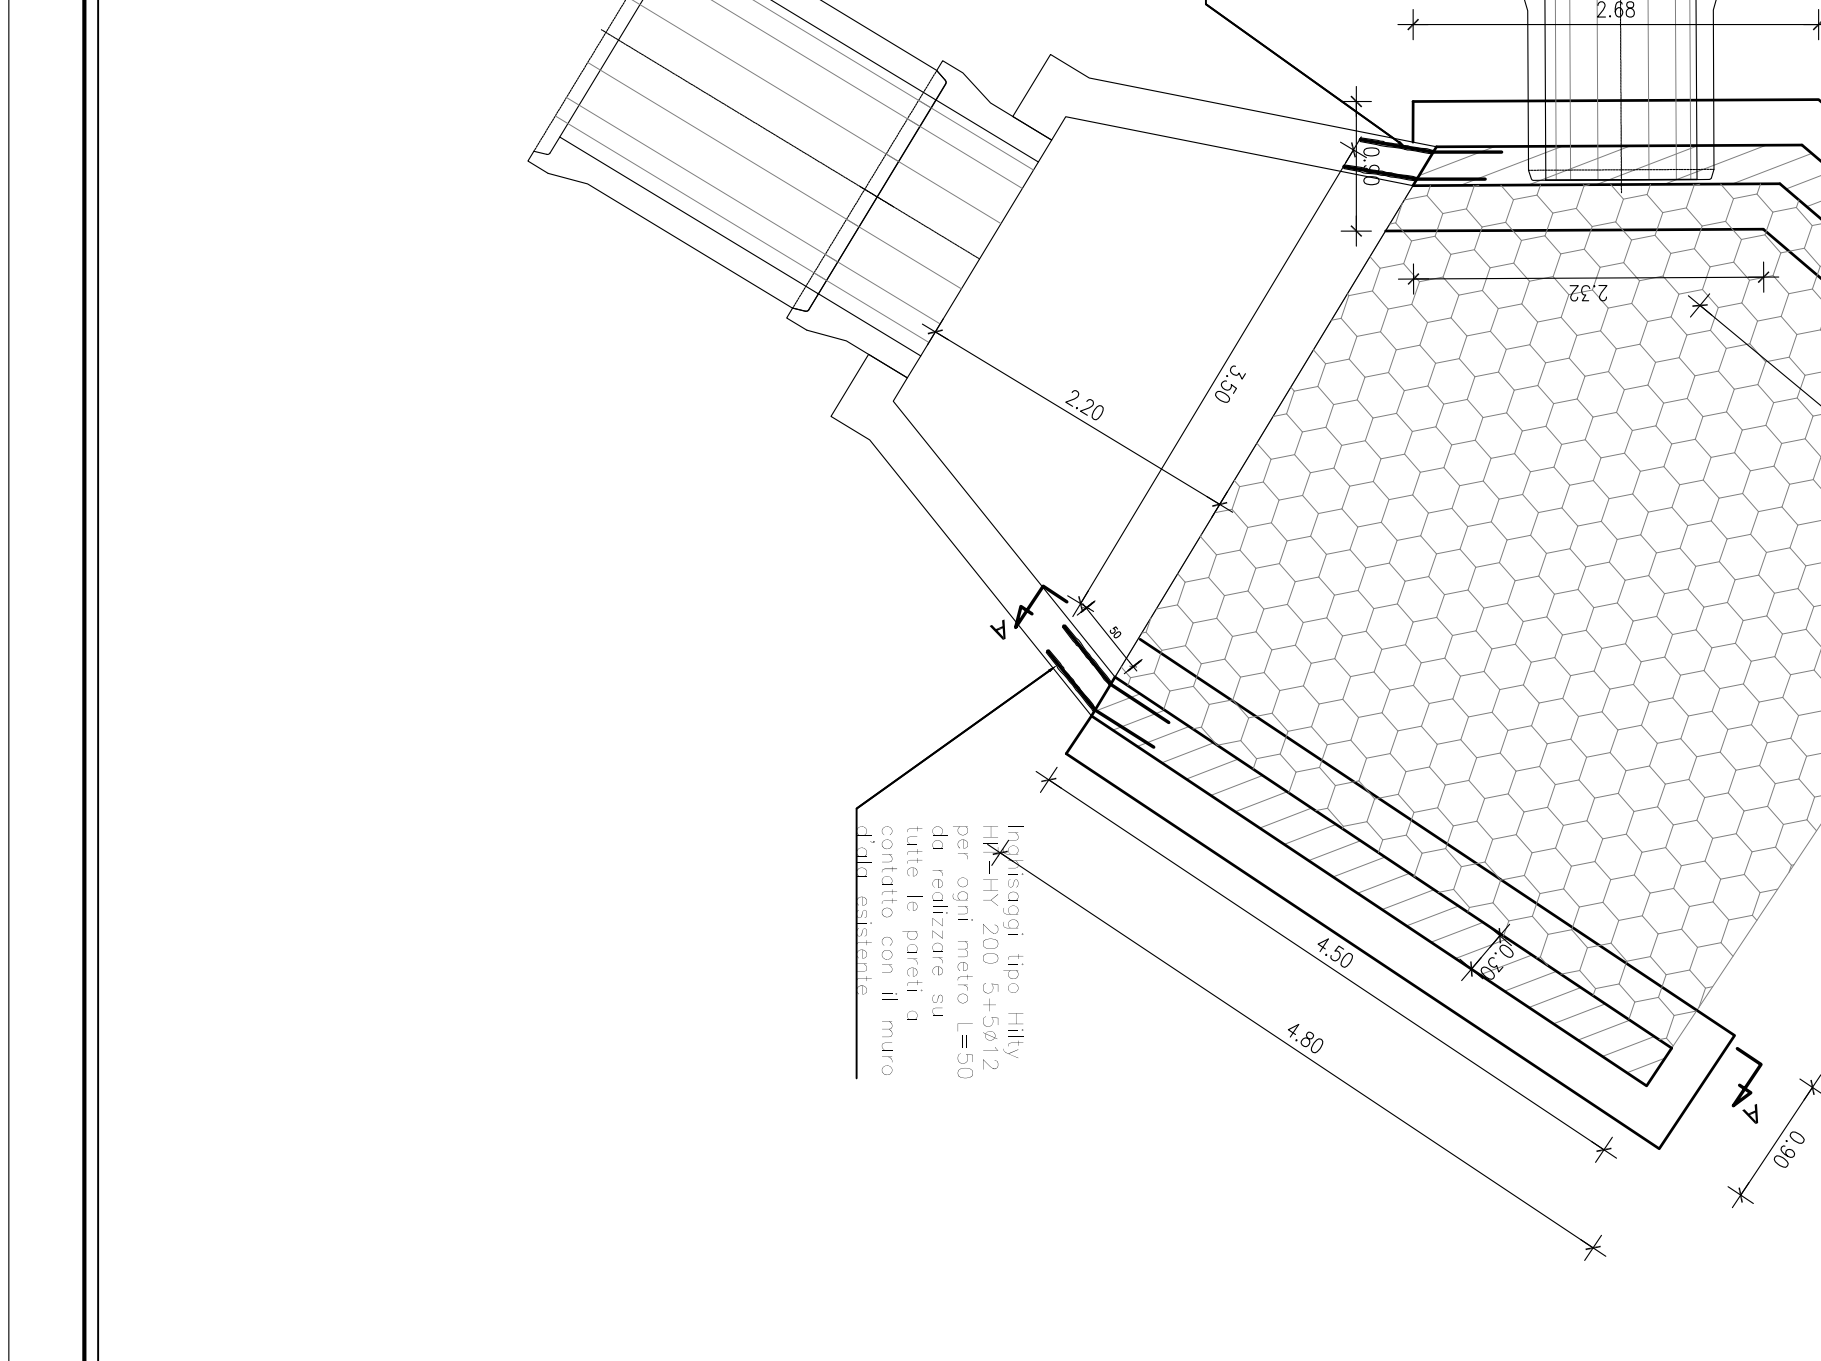 2.68
0.90
2.32
3.50
2.20
50
A
Inghisaggi tipo Hilty
HIT-HY 200 5+5ø12
per ogni metro L=50
da realizzare su
tutte le pareti a
contatto con il muro
d'ala esistente
4.50
0.30
4.80
A
0.90